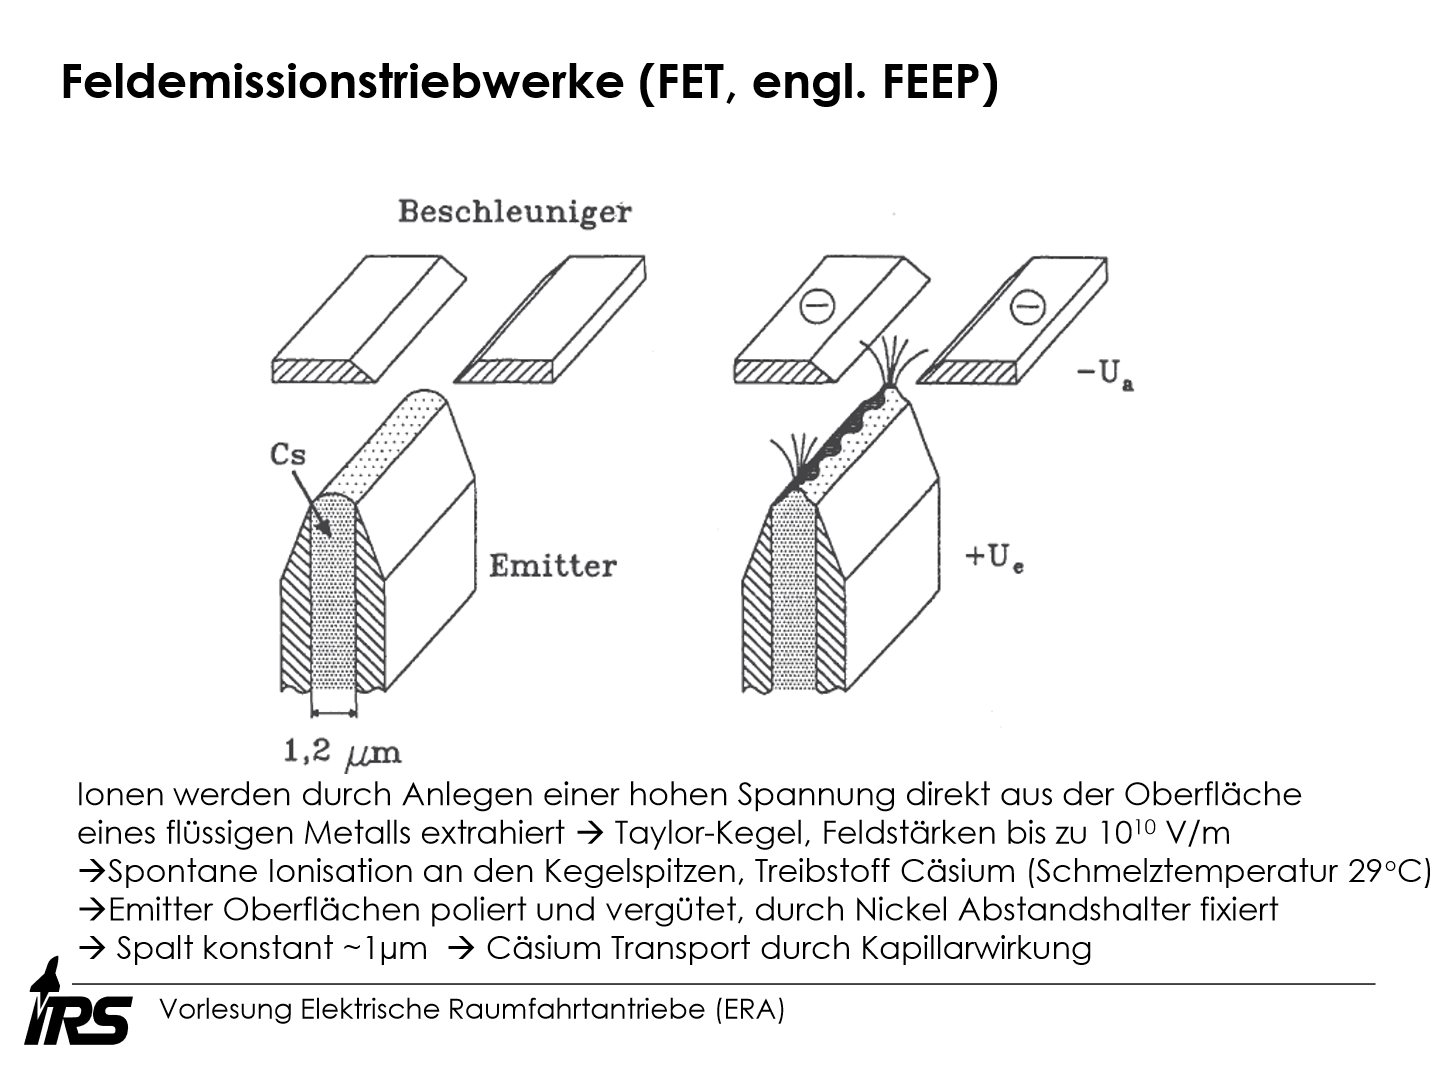 Feldemissionstriebwerke (FET, engl. FEEP)
Beschleuniger
−U_a
Cs
Emitter
+U_e
1,2 μm
Ionen werden durch Anlegen einer hohen Spannung direkt aus der Oberfläche
eines flüssigen Metalls extrahiert → Taylor-Kegel, Feldstärken bis zu 10¹⁰ V/m
→Spontane Ionisation an den Kegelspitzen, Treibstoff Cäsium (Schmelztemperatur 29°C)
→Emitter Oberflächen poliert und vergütet, durch Nickel Abstandshalter fixiert
→ Spalt konstant ~1µm → Cäsium Transport durch Kapillarwirkung
IRS
Vorlesung Elektrische Raumfahrtantriebe (ERA)